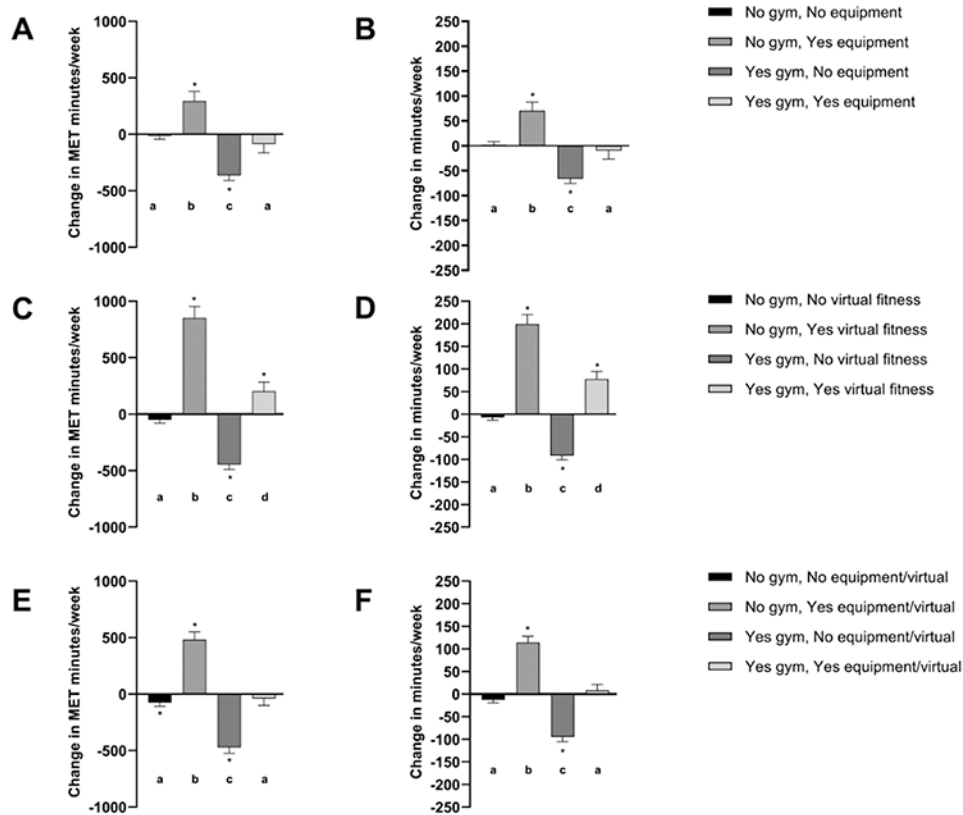 A
Change in MET minutes/week
1000
500
0
-500
-1000
*
*
a b c a
B
Change in minutes/week
250
200
150
100
50
0
-50
-100
-150
-200
-250
*
*
a b c a
No gym, No equipment
No gym, Yes equipment
Yes gym, No equipment
Yes gym, Yes equipment
C
Change in MET minutes/week
1000
500
0
-500
-1000
*
*
*
a b c d
D
Change in minutes/week
250
200
150
100
50
0
-50
-100
-150
-200
-250
*
*
*
a b c d
No gym, No virtual fitness
No gym, Yes virtual fitness
Yes gym, No virtual fitness
Yes gym, Yes virtual fitness
E
Change in MET minutes/week
1000
500
0
-500
-1000
*
*
*
a b c a
F
Change in minutes/week
250
200
150
100
50
0
-50
-100
-150
-200
-250
*
*
a b c a
No gym, No equipment/virtual
No gym, Yes equipment/virtual
Yes gym, No equipment/virtual
Yes gym, Yes equipment/virtual